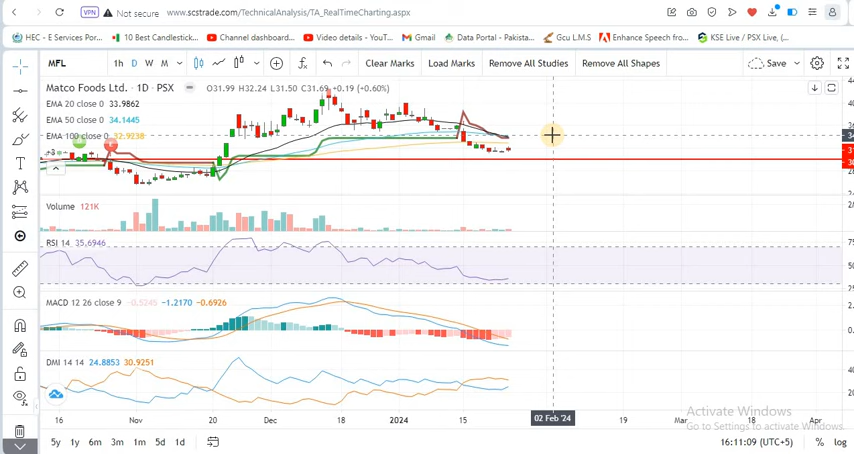 VPN Not secure www.scstrade.com/TechnicalAnalysis/TA_RealTimeCharting.aspx
HEC - E Services Por... 10 Best Candlestick... Channel dashboard... Video details - YouT... Gmail Data Portal - Pakista... Gcu L.M.S Enhance Speech fro... KSE Live / PSX Live, (...
MFL 1h D W M Clear Marks Load Marks Remove All Studies Remove All Shapes Save
Matco Foods Ltd. · 1D · PSX O31.99 H32.24 L31.50 C31.69 +0.19 (+0.60%)
EMA 20 close 0 33.9862
EMA 50 close 0 34.1445
EMA 100 close 0 32.9238
Volume 121K
RSI 14 35.6946
MACD 12 26 close 9 -0.5245 -1.2170 -0.6926
DMI 14 14 24.8853 30.9251
16 Nov 20 Dec 18 2024 15 02 Feb '24 19 Mar 18 Apr
Activate Windows
Go to Settings to activate Windows.
5y 1y 6m 3m 1m 5d 1d 16:11:09 (UTC+5) % log